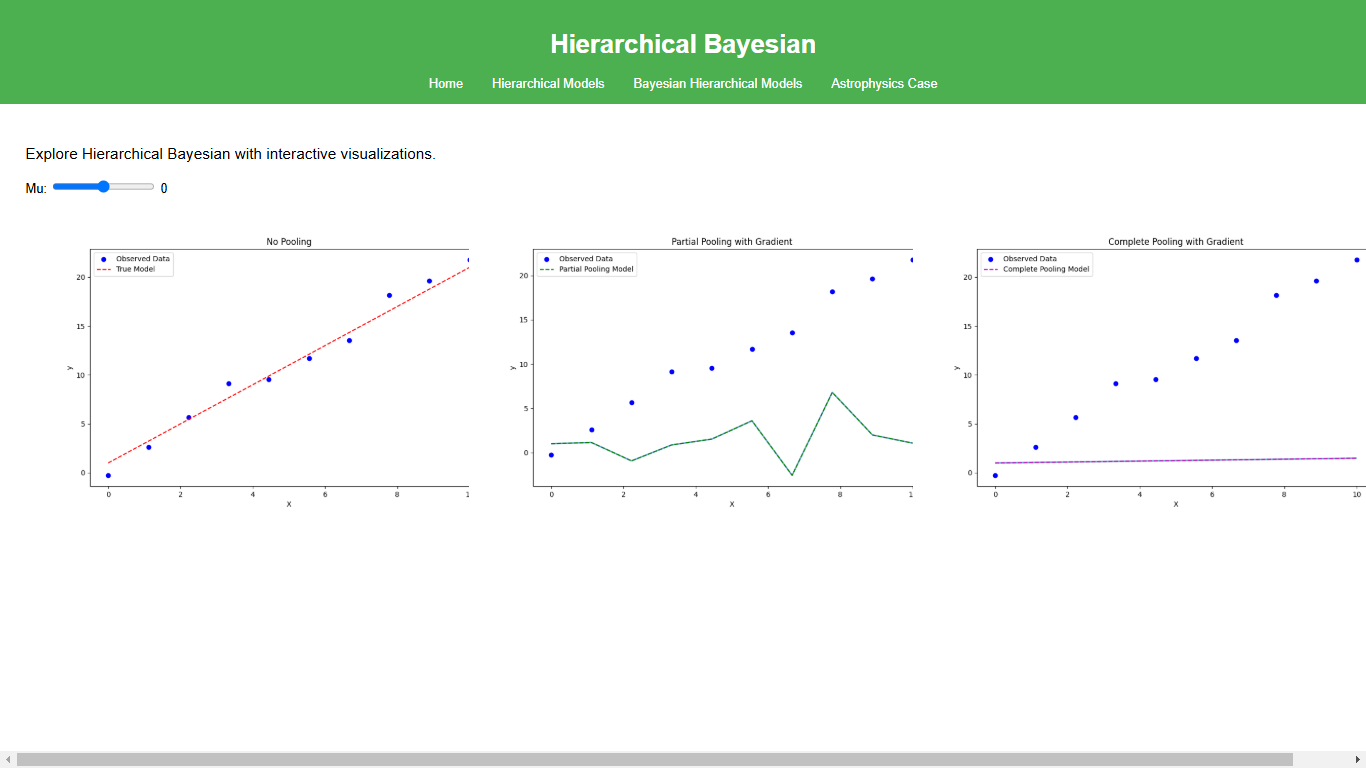 Hierarchical Bayesian
Home Hierarchical Models Bayesian Hierarchical Models Astrophysics Case
Explore Hierarchical Bayesian with interactive visualizations.
Mu: 0
No Pooling
Observed Data
True Model
20
15
10
5
0
y
0 2 4 6 8 1
X
Partial Pooling with Gradient
Observed Data
Partial Pooling Model
20
15
10
5
0
y
0 2 4 6 8 1
X
Complete Pooling with Gradient
Observed Data
Complete Pooling Model
20
15
10
5
0
y
0 2 4 6 8 10
X